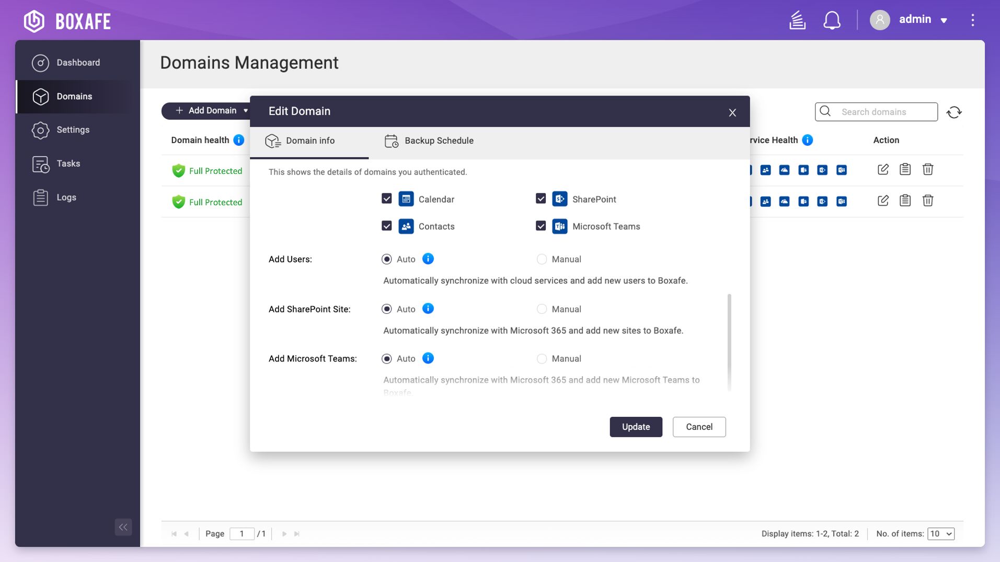 BOXAFE
admin
Dashboard
Domains
Settings
Tasks
Logs
Domains Management
+ Add Domain
Search domains
Domain health
rvice Health
Action
Full Protected
Full Protected
Edit Domain
X
Domain info
Backup Schedule
This shows the details of domains you authenticated.
Calendar
SharePoint
Contacts
Microsoft Teams
Add Users:
Auto
Manual
Automatically synchronize with cloud services and add new users to Boxafe.
Add SharePoint Site:
Auto
Manual
Automatically synchronize with Microsoft 365 and add new sites to Boxafe.
Add Microsoft Teams:
Auto
Manual
Automatically synchronize with Microsoft 365 and add new Microsoft Teams to
Boxafe.
Update
Cancel
Page 1 /1
Display items: 1-2, Total: 2
No. of items: 10